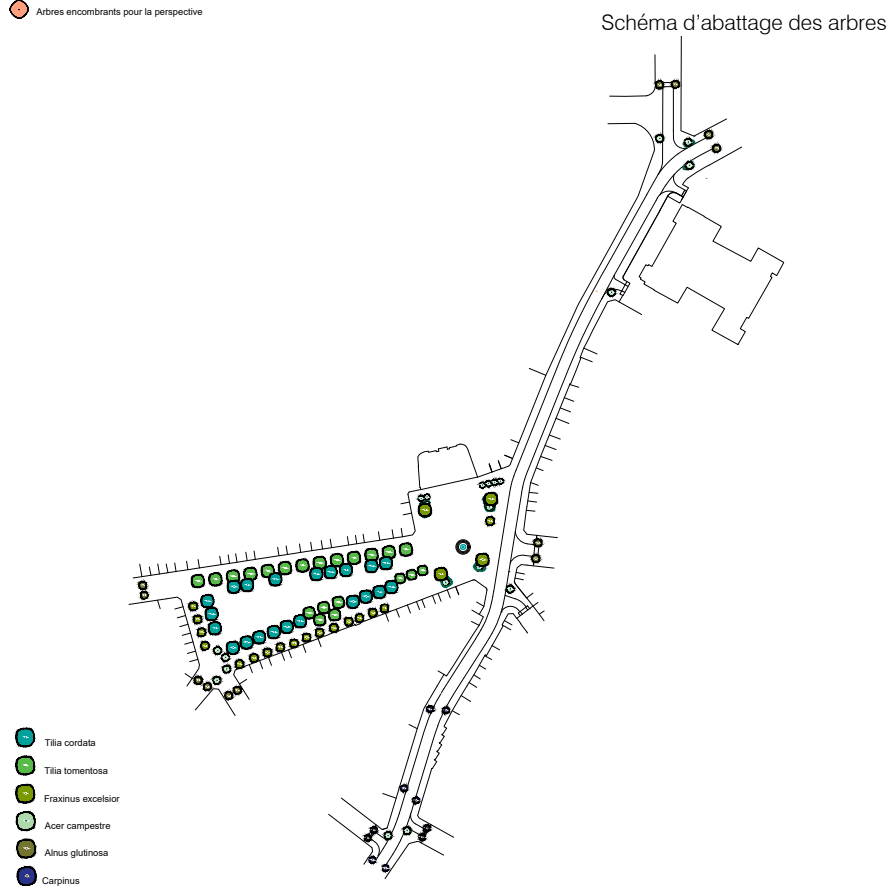 Arbres encombrants pour la perspective
Schéma d'abattage des arbres
Tilia cordata
Tilia tomentosa
Fraxinus excelsior
Acer campestre
Alnus glutinosa
Carpinus